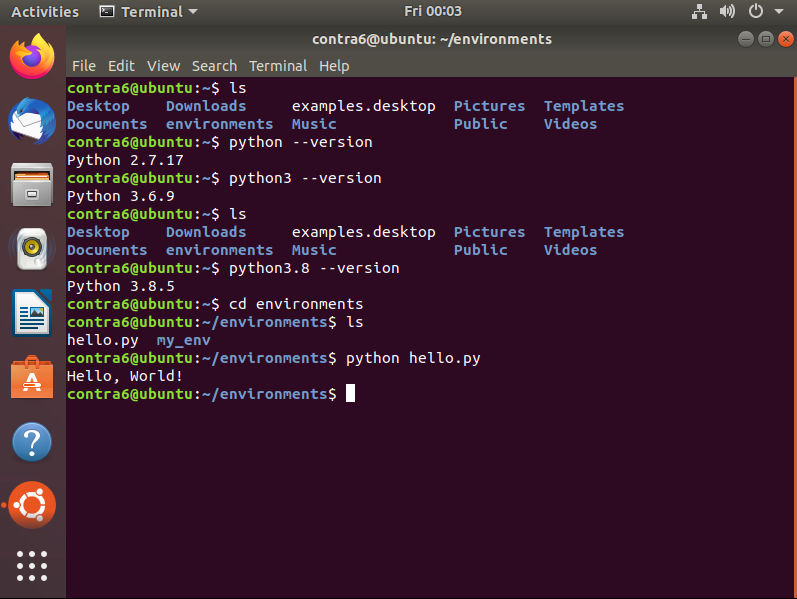 Activities Terminal Fri 00:03
contra6@ubuntu: ~/environments
File Edit View Search Terminal Help
contra6@ubuntu:~$ ls
Desktop Downloads examples.desktop Pictures Templates
Documents environments Music Public Videos
contra6@ubuntu:~$ python --version
Python 2.7.17
contra6@ubuntu:~$ python3 --version
Python 3.6.9
contra6@ubuntu:~$ ls
Desktop Downloads examples.desktop Pictures Templates
Documents environments Music Public Videos
contra6@ubuntu:~$ python3.8 --version
Python 3.8.5
contra6@ubuntu:~$ cd environments
contra6@ubuntu:~/environments$ ls
hello.py my_env
contra6@ubuntu:~/environments$ python hello.py
Hello, World!
contra6@ubuntu:~/environments$